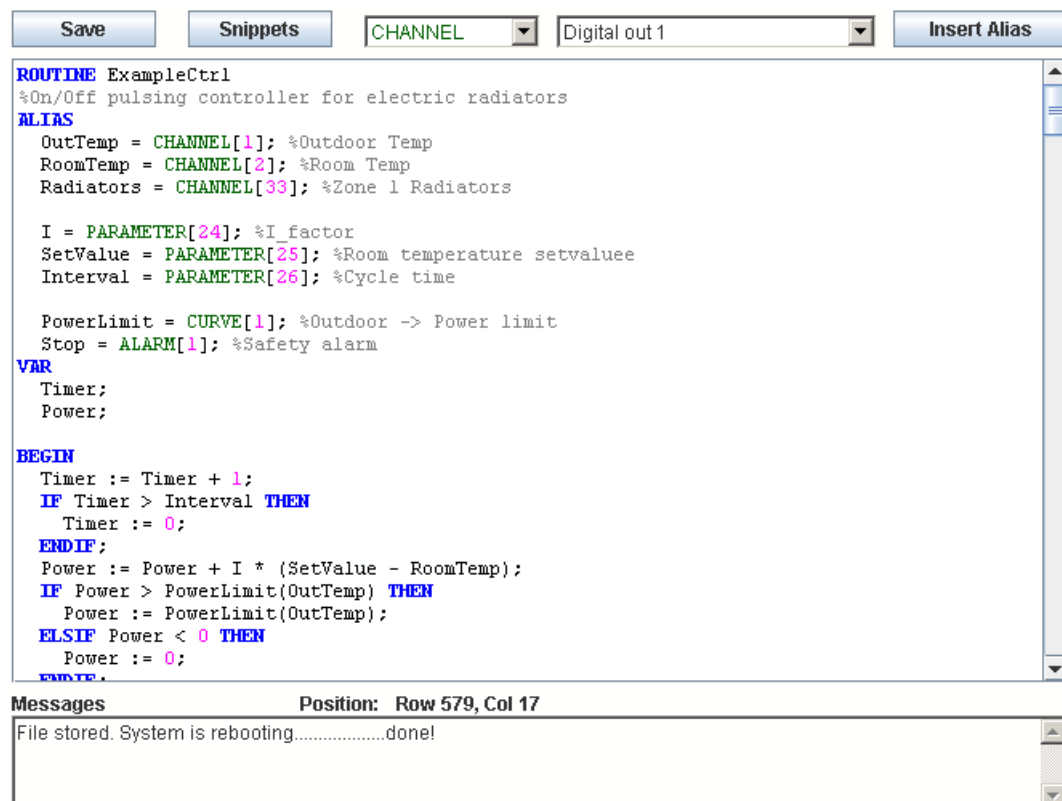 Save Snippets CHANNEL Digital out 1 Insert Alias
ROUTINE ExampleCtrl
%On/Off pulsing controller for electric radiators
ALIAS
OutTemp = CHANNEL[1]; %Outdoor Temp
RoomTemp = CHANNEL[2]; %Room Temp
Radiators = CHANNEL[33]; %Zone 1 Radiators
I = PARAMETER[24]; %I_factor
SetValue = PARAMETER[25]; %Room temperature setvaluee
Interval = PARAMETER[26]; %Cycle time
PowerLimit = CURVE[1]; %Outdoor -> Power limit
Stop = ALARM[1]; %Safety alarm
VAR
Timer;
Power;
BEGIN
Timer := Timer + 1;
IF Timer > Interval THEN
Timer := 0;
ENDIF;
Power := Power + I * (SetValue - RoomTemp);
IF Power > PowerLimit(OutTemp) THEN
Power := PowerLimit(OutTemp);
ELSIF Power < 0 THEN
Power := 0;
ENDIF;
Messages Position: Row 579, Col 17
File stored. System is rebooting...................done!